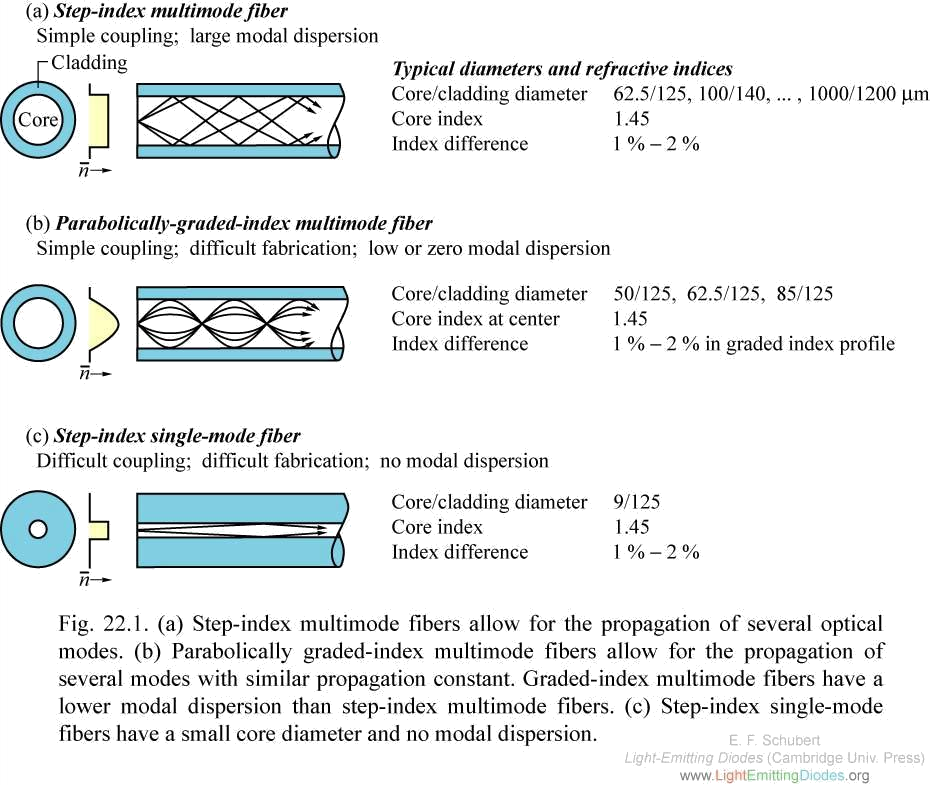 (a) Step-index multimode fiber
Simple coupling; large modal dispersion
Cladding
Core
n̅
Typical diameters and refractive indices
Core/cladding diameter 62.5/125, 100/140, ... , 1000/1200 μm
Core index 1.45
Index difference 1 % – 2 %
(b) Parabolically-graded-index multimode fiber
Simple coupling; difficult fabrication; low or zero modal dispersion
n̅
Core/cladding diameter 50/125, 62.5/125, 85/125
Core index at center 1.45
Index difference 1 % – 2 % in graded index profile
(c) Step-index single-mode fiber
Difficult coupling; difficult fabrication; no modal dispersion
n̅
Core/cladding diameter 9/125
Core index 1.45
Index difference 1 % – 2 %
Fig. 22.1. (a) Step-index multimode fibers allow for the propagation of several optical
modes. (b) Parabolically graded-index multimode fibers allow for the propagation of
several modes with similar propagation constant. Graded-index multimode fibers have a
lower modal dispersion than step-index multimode fibers. (c) Step-index single-mode
fibers have a small core diameter and no modal dispersion.
E. F. Schubert
Light-Emitting Diodes (Cambridge Univ. Press)
www.LightEmittingDiodes.org